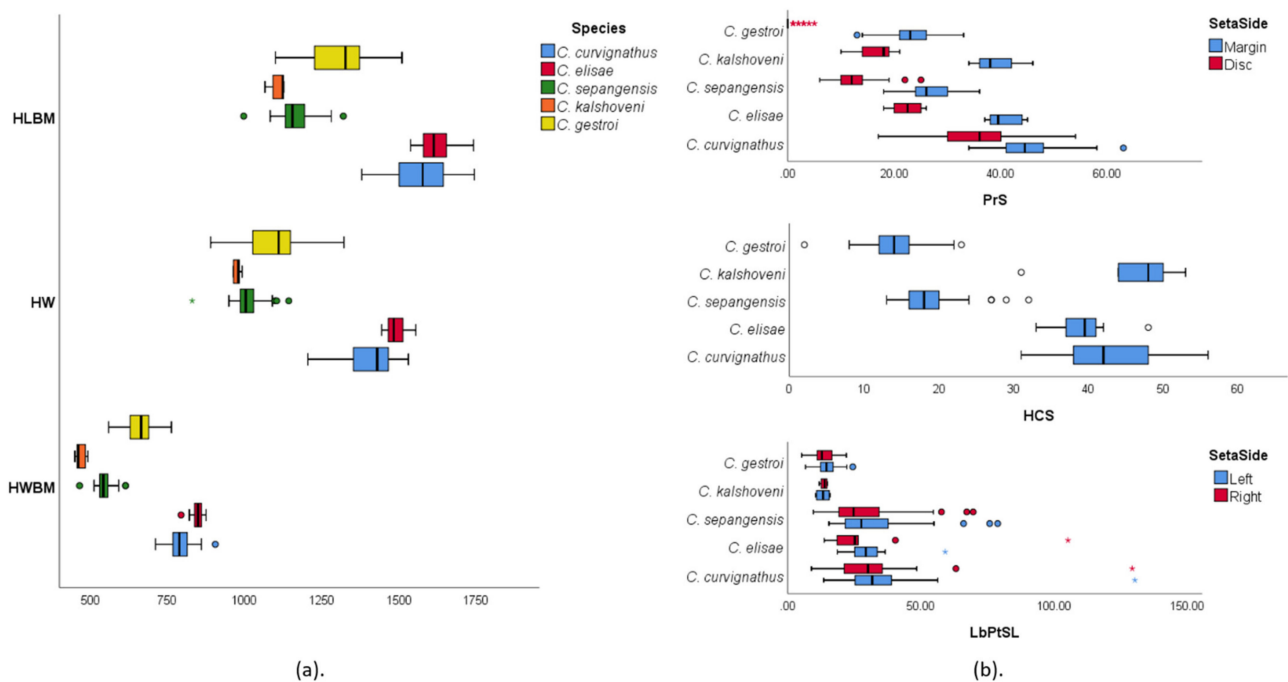 Species
C. curvignathus
C. elisae
C. sepangensis
C. kalshoveni
C. gestroi
HLBM
HW
HWBM
500 750 1000 1250 1500 1750
(a).
SetaSide
Margin
Disc
C. gestroi
C. kalshoveni
C. sepangensis
C. elisae
C. curvignathus
.00 20.00 40.00 60.00
PrS
C. gestroi
C. kalshoveni
C. sepangensis
C. elisae
C. curvignathus
0 10 20 30 40 50 60
HCS
SetaSide
Left
Right
C. gestroi
C. kalshoveni
C. sepangensis
C. elisae
C. curvignathus
.00 50.00 100.00 150.00
LbPtSL
(b).